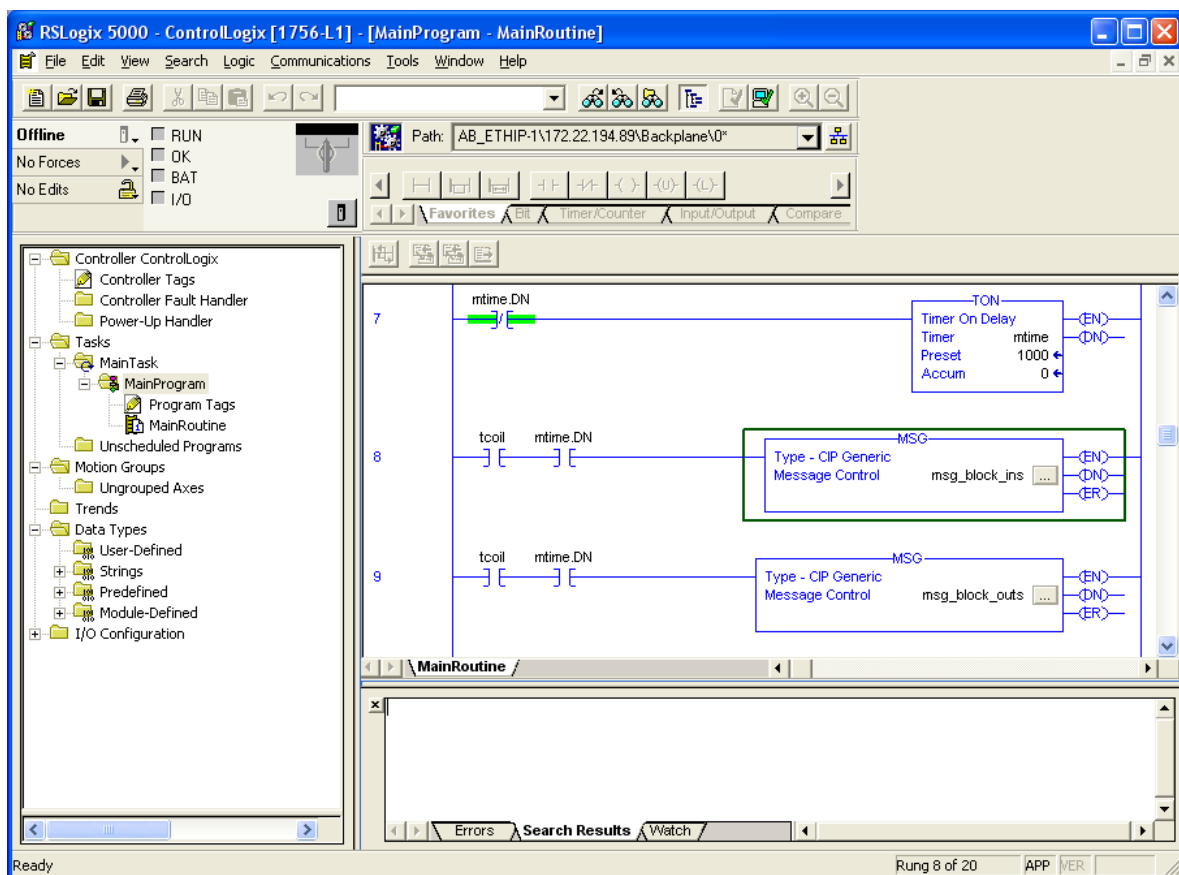 RSLogix 5000 - ControlLogix [1756-L1] - [MainProgram - MainRoutine]
File Edit View Search Logic Communications Tools Window Help
Offline
RUN
No Forces
OK
No Edits
BAT
I/O
Path: AB_ETHIP-1\172.22.194.89\Backplane\0*
Favorites Bit Timer/Counter Input/Output Compare
Controller ControlLogix
Controller Tags
Controller Fault Handler
Power-Up Handler
Tasks
MainTask
MainProgram
Program Tags
MainRoutine
Unscheduled Programs
Motion Groups
Ungrouped Axes
Trends
Data Types
User-Defined
Strings
Predefined
Module-Defined
I/O Configuration
7
mtime.DN
TON
Timer On Delay
Timer mtime
Preset 1000
Accum 0
(EN)
(DN)
8
tcoil mtime.DN
MSG
Type - CIP Generic
Message Control msg_block_ins ...
(EN)
(DN)
(ER)
9
tcoil mtime.DN
MSG
Type - CIP Generic
Message Control msg_block_outs ...
(EN)
(DN)
(ER)
MainRoutine
Errors Search Results Watch
Ready
Rung 8 of 20 APP VER